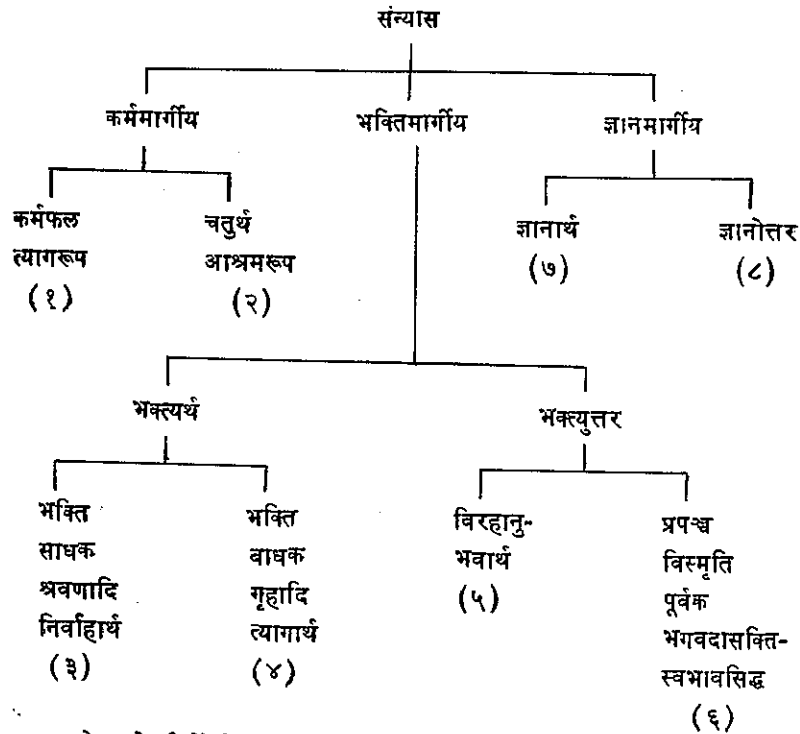 संन्यास
कर्ममार्गीय
भक्तिमार्गीय
ज्ञानमार्गीय
कर्मफल
त्यागरूप
(१)
चतुर्थ
आश्रमरूप
(२)
ज्ञानार्थ
(७)
ज्ञानोत्तर
(८)
भक्त्यर्थ
भक्त्युत्तर
भक्ति
साधक
श्रवणादि
निर्वाहार्थ
(३)
भक्ति
बाधक
गृहादि
त्यागार्थ
(४)
विरहानु-
भवार्थ
(५)
प्रपञ्च
विस्मृति
पूर्वक
भगवदासक्ति-
स्वभावसिद्ध
(६)